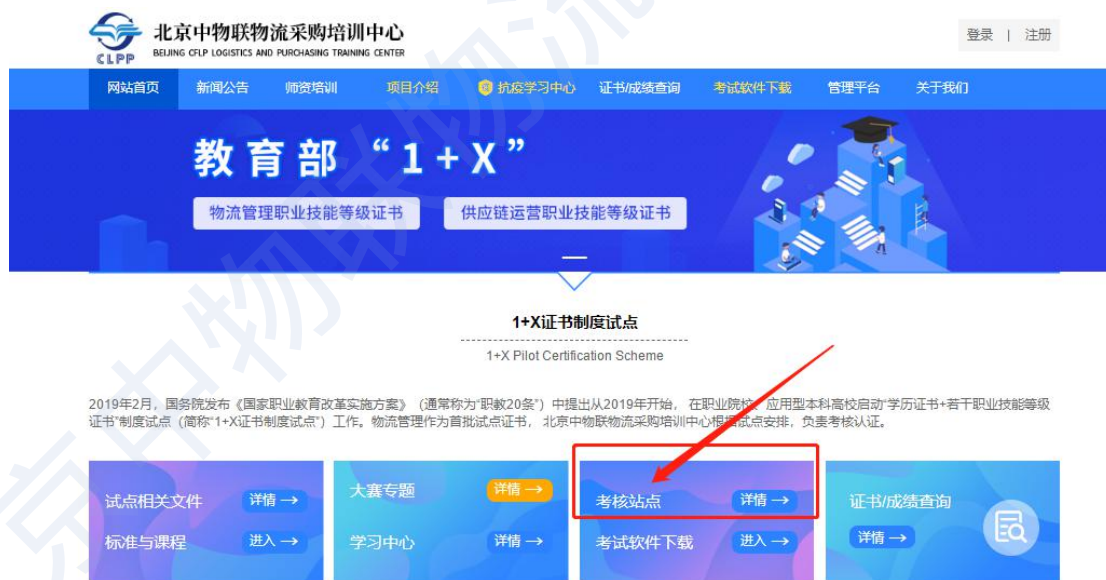 北京中物联物流采购培训中心
BEIJING CFLP LOGISTICS AND PURCHASING TRAINING CENTER
CLPP
登录 | 注册
网站首页 新闻公告 师资培训 项目介绍 抗疫学习中心 证书/成绩查询 考试软件下载 管理平台 关于我们
教育部“1+X”
物流管理职业技能等级证书 供应链运营职业技能等级证书
1+X证书制度试点
1+X Pilot Certification Scheme
2019年2月，国务院发布《国家职业教育改革实施方案》（通常称为“职教20条”）中提出从2019年开始，在职业院校、应用型本科高校启动“学历证书+若干职业技能等级
证书”制度试点（简称“1+X证书制度试点”）工作。物流管理作为首批试点证书，北京中物联物流采购培训中心根据试点安排，负责考核认证。
试点相关文件 详情→ 大赛专题 详情→ 考核站点 详情→ 证书/成绩查询
标准与课程 进入→ 学习中心 详情→ 考试软件下载 进入→ 详情→
京中物联物流